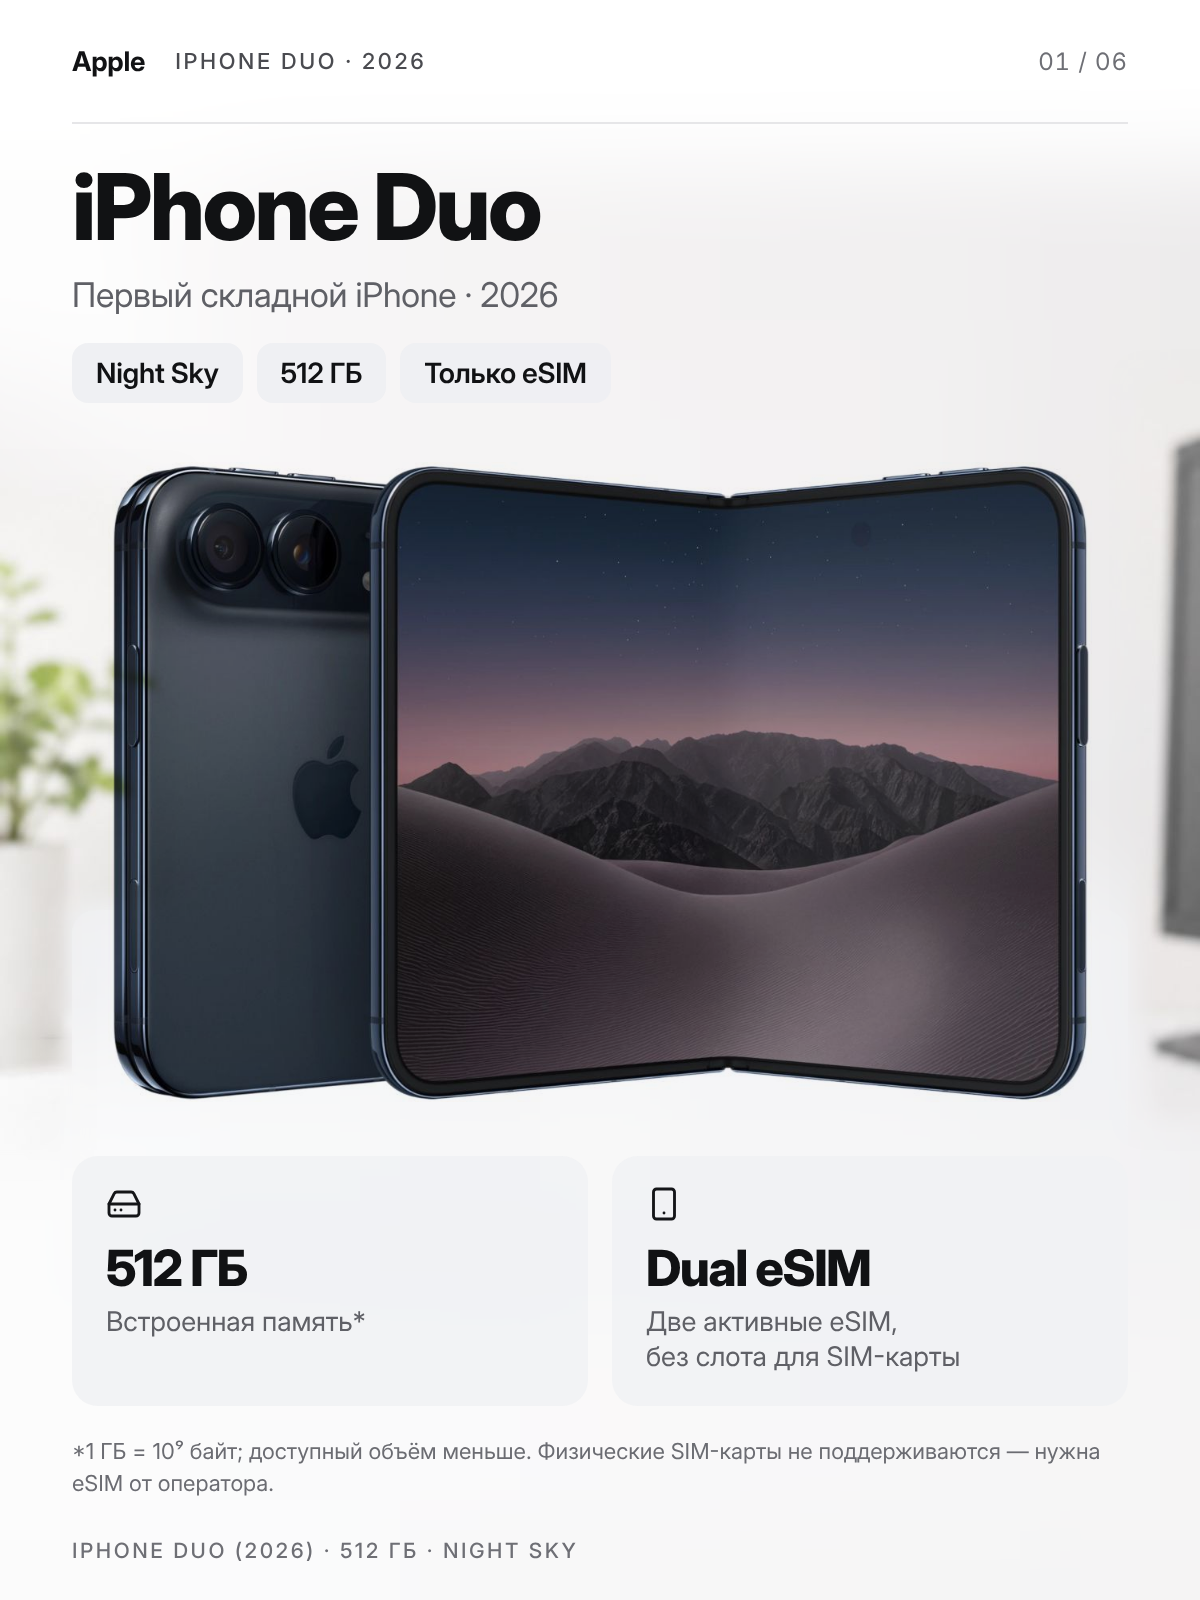 Apple IPHONE DUO · 2026 01 / 06
iPhone Duo
Первый складной iPhone · 2026
Night Sky 512 ГБ Только eSIM
512 ГБ
Встроенная память*
Dual eSIM
Две активные eSIM,
без слота для SIM-карты
*1 ГБ = 10⁹ байт; доступный объём меньше. Физические SIM-карты не поддерживаются — нужна
eSIM от оператора.
IPHONE DUO (2026) · 512 ГБ · NIGHT SKY